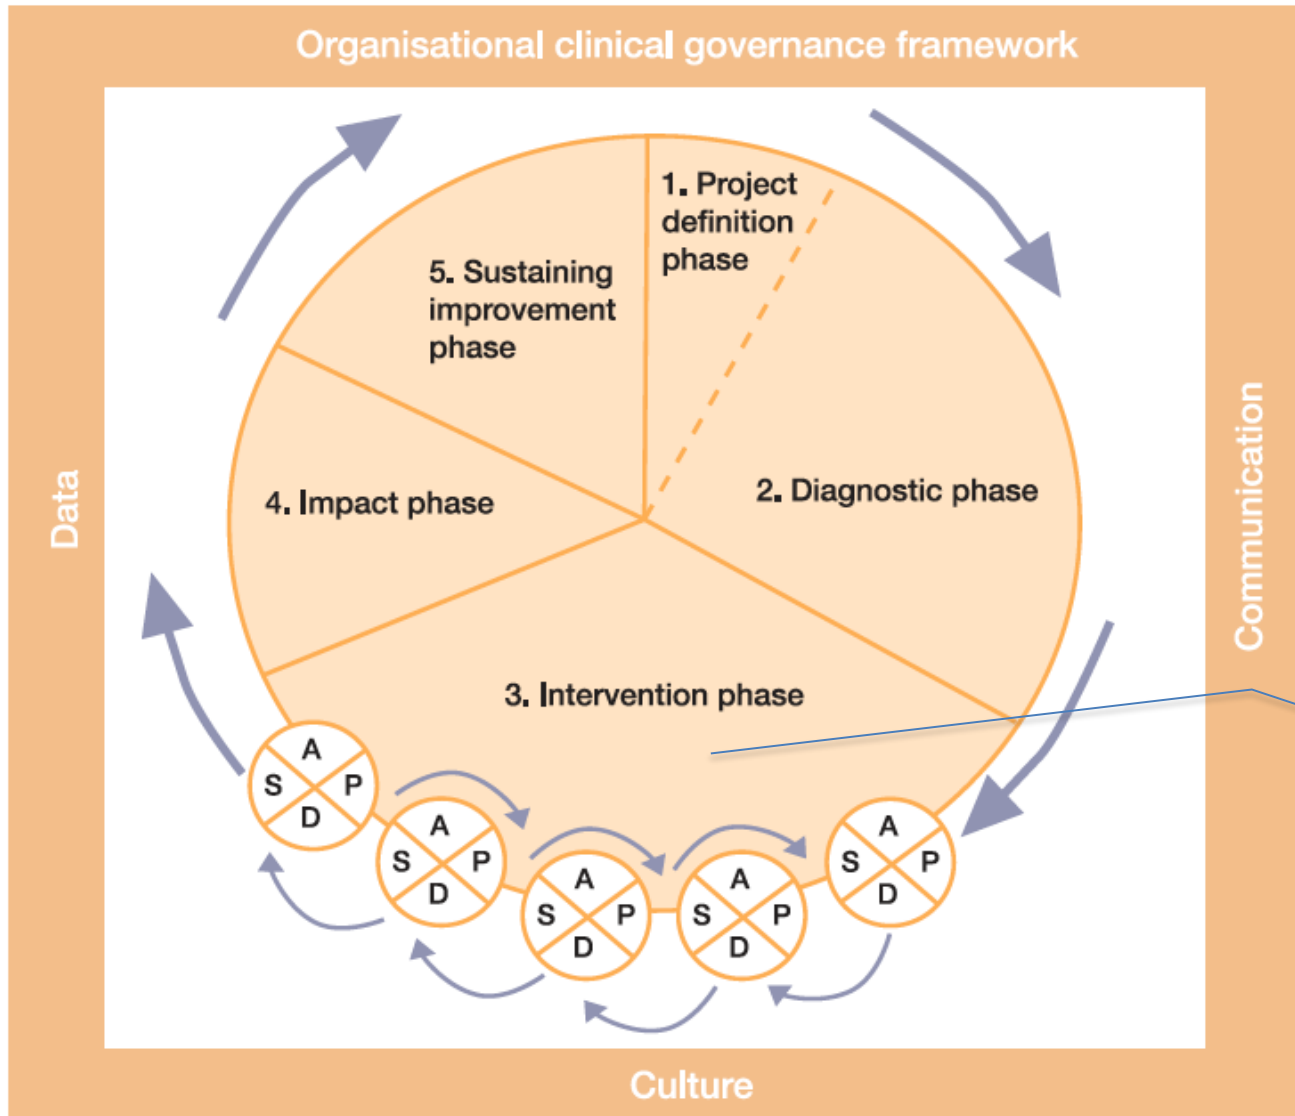 Organisational clinical governance framework
1. Project
definition
phase
5. Sustaining
improvement
phase
2. Diagnostic phase
4. Impact phase
3. Intervention phase
Data
Communication
A
S
P
D
A
S
P
D
A
S
P
D
A
S
P
D
A
S
P
D
Culture